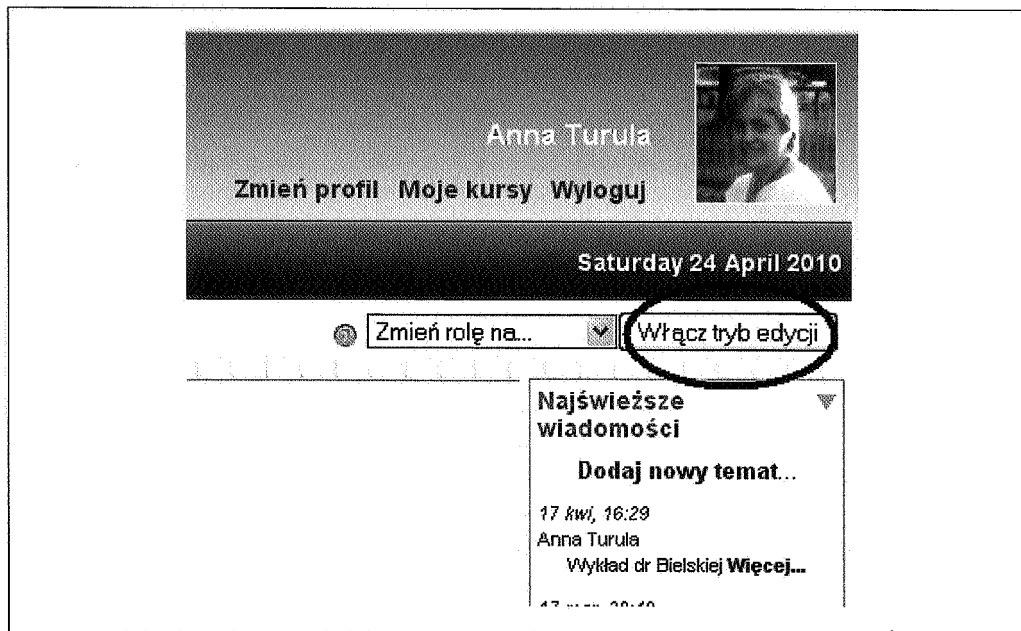 Anna Turula
Zmień profil Moje kursy Wyloguj
Saturday 24 April 2010
Zmień rolę na... Włącz tryb edycji
Najświeższe
wiadomości
Dodaj nowy temat...
17 kwi, 16:29
Anna Turula
Wykład dr Bielskiej Więcej...